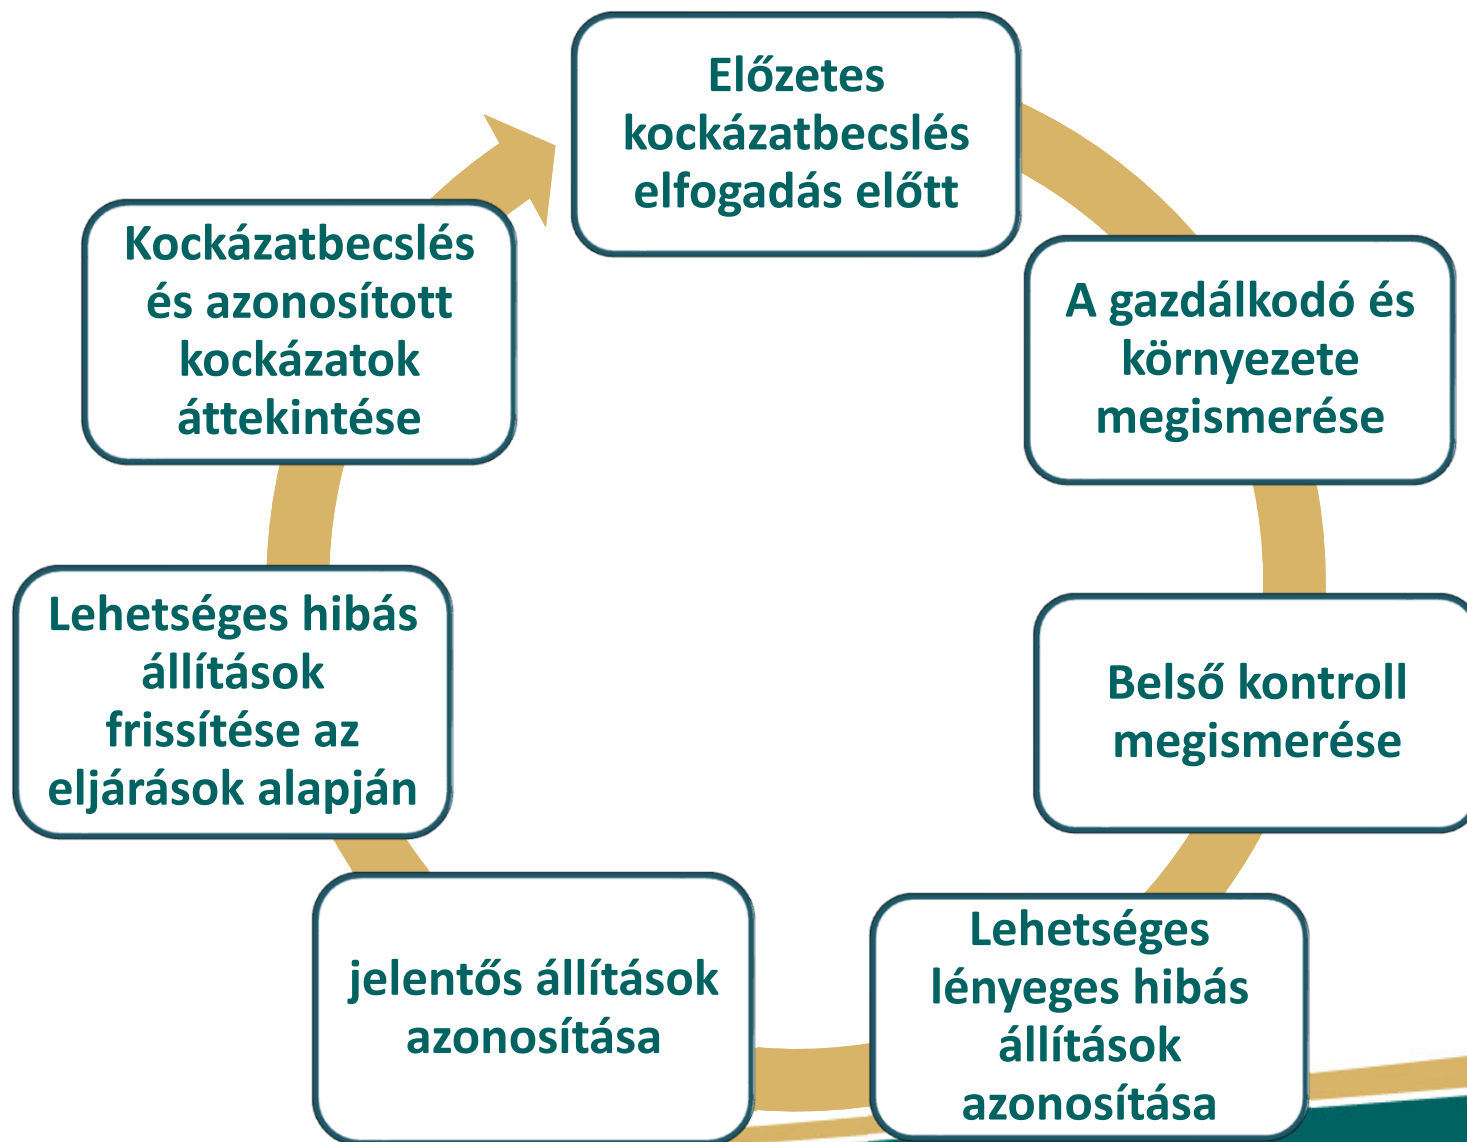 Előzetes
kockázatbecslés
elfogadás előtt
A gazdálkodó és
környezete
megismerése
Belső kontroll
megismerése
Lehetséges
lényeges hibás
állítások
azonosítása
jelentős állítások
azonosítása
Lehetséges hibás
állítások
frissítése az
eljárások alapján
Kockázatbecslés
és azonosított
kockázatok
áttekintése